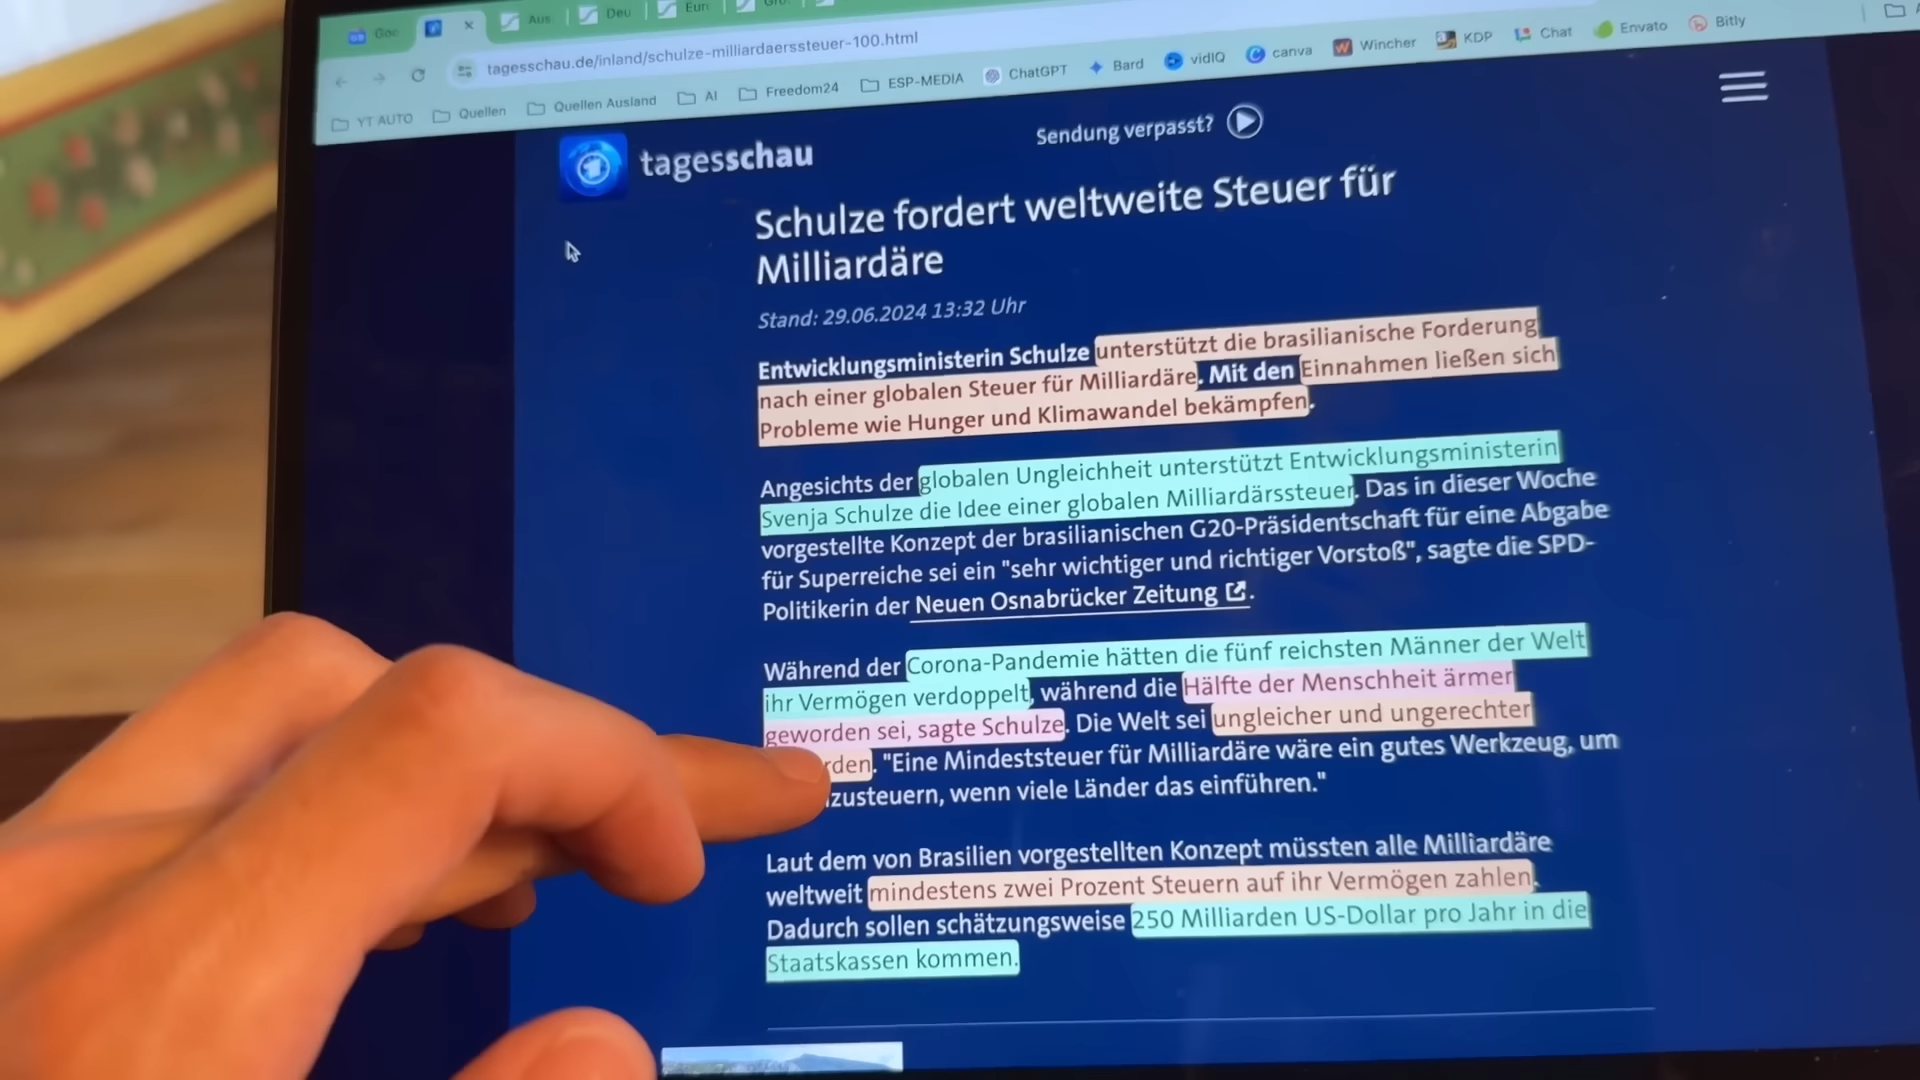 Goo
Aus
Deu
Euri
tagesschau.de/inland/schulze-milliardaerssteuer-100.html
YT AUTO
Quellen
Quellen Ausland
AI
Freedom24
ESP-MEDIA
ChatGPT
Bard
vidIQ
canva
Wincher
KDP
Chat
Envato
Bitly
tagesschau
Sendung verpasst?
Schulze fordert weltweite Steuer für
Milliardäre
Stand: 29.06.2024 13:32 Uhr
Entwicklungsministerin Schulze unterstützt die brasilianische Forderung
nach einer globalen Steuer für Milliardäre. Mit den Einnahmen ließen sich
Probleme wie Hunger und Klimawandel bekämpfen.
Angesichts der globalen Ungleichheit unterstützt Entwicklungsministerin
Svenja Schulze die Idee einer globalen Milliardärssteuer. Das in dieser Woche
vorgestellte Konzept der brasilianischen G20-Präsidentschaft für eine Abgabe
für Superreiche sei ein "sehr wichtiger und richtiger Vorstoß", sagte die SPD-
Politikerin der Neuen Osnabrücker Zeitung.
Während der Corona-Pandemie hätten die fünf reichsten Männer der Welt
ihr Vermögen verdoppelt, während die Hälfte der Menschheit ärmer
geworden sei, sagte Schulze. Die Welt sei ungleicher und ungerechter
rden. "Eine Mindeststeuer für Milliardäre wäre ein gutes Werkzeug, um
zusteuern, wenn viele Länder das einführen."
Laut dem von Brasilien vorgestellten Konzept müssten alle Milliardäre
weltweit mindestens zwei Prozent Steuern auf ihr Vermögen zahlen.
Dadurch sollen schätzungsweise 250 Milliarden US-Dollar pro Jahr in die
Staatskassen kommen.